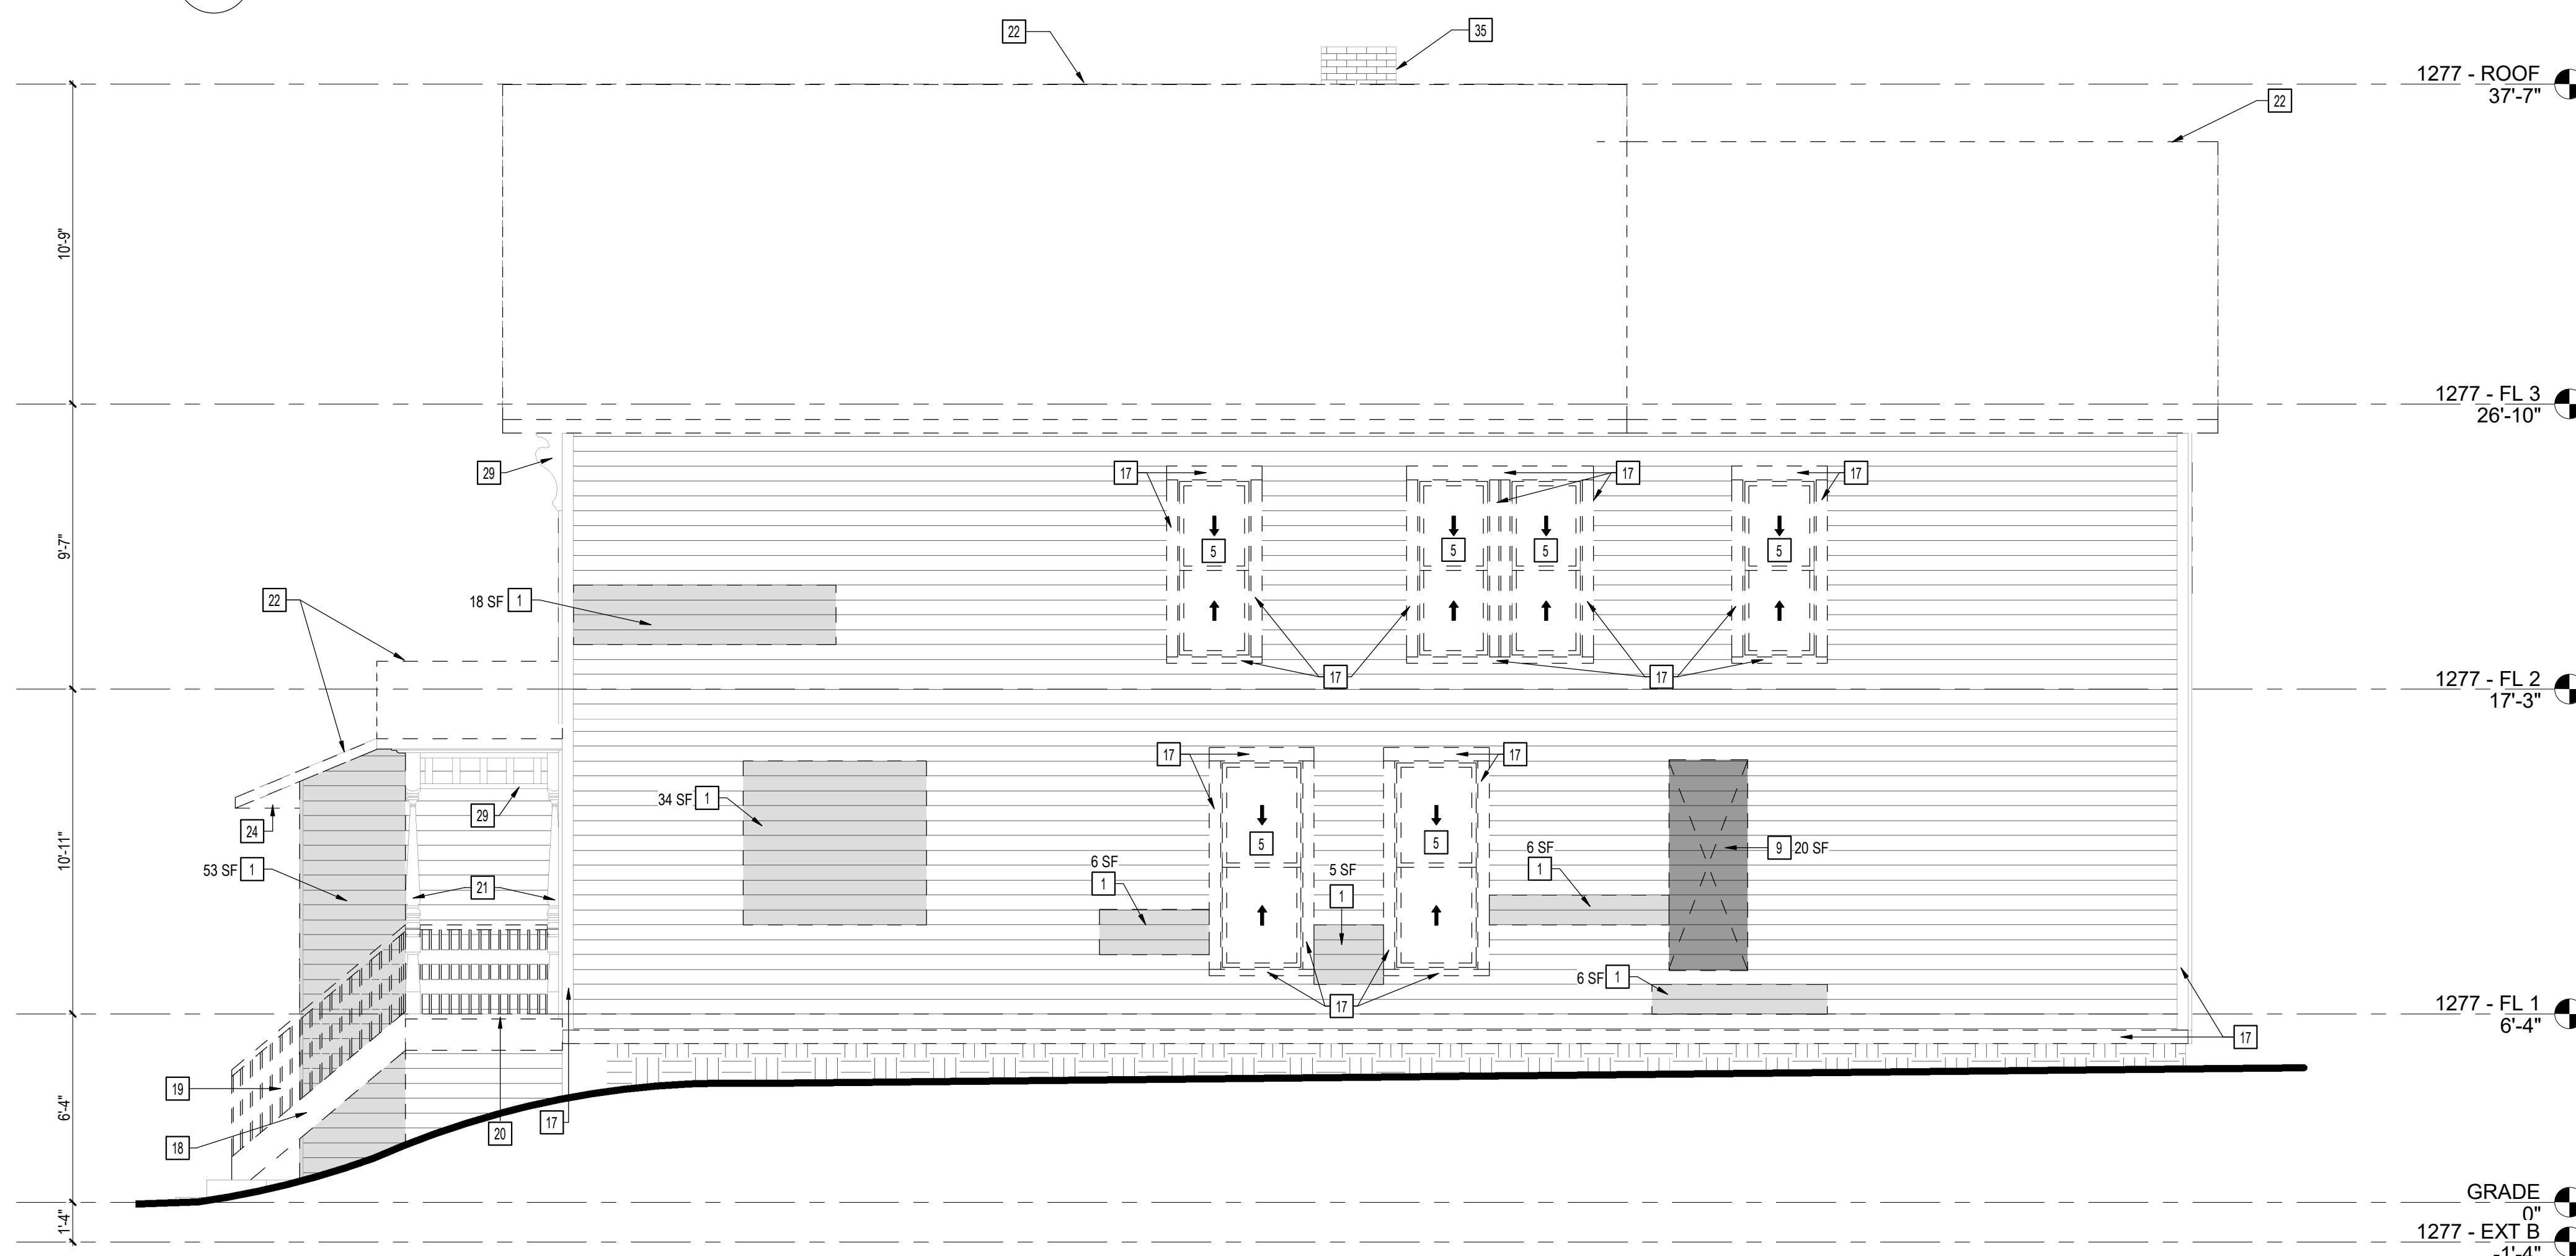 22
35
1277 - ROOF
37'-7"
22
10'-9"
1277 - FL 3
26'-10"
29
17
17
17
9'-7"
5
5
5
5
22
18 SF 1
17
17
1277 - FL 2
17'-3"
17
17
34 SF 1
29
24
10'-11"
5
5
9 20 SF
6 SF
1
6 SF
1
5 SF
1
53 SF 1
21
6 SF 1
17
1277 - FL 1
6'-4"
17
19
6'-4"
17
20
18
GRADE
0"
1'-4"
1277 - EXT B
-1'-4"